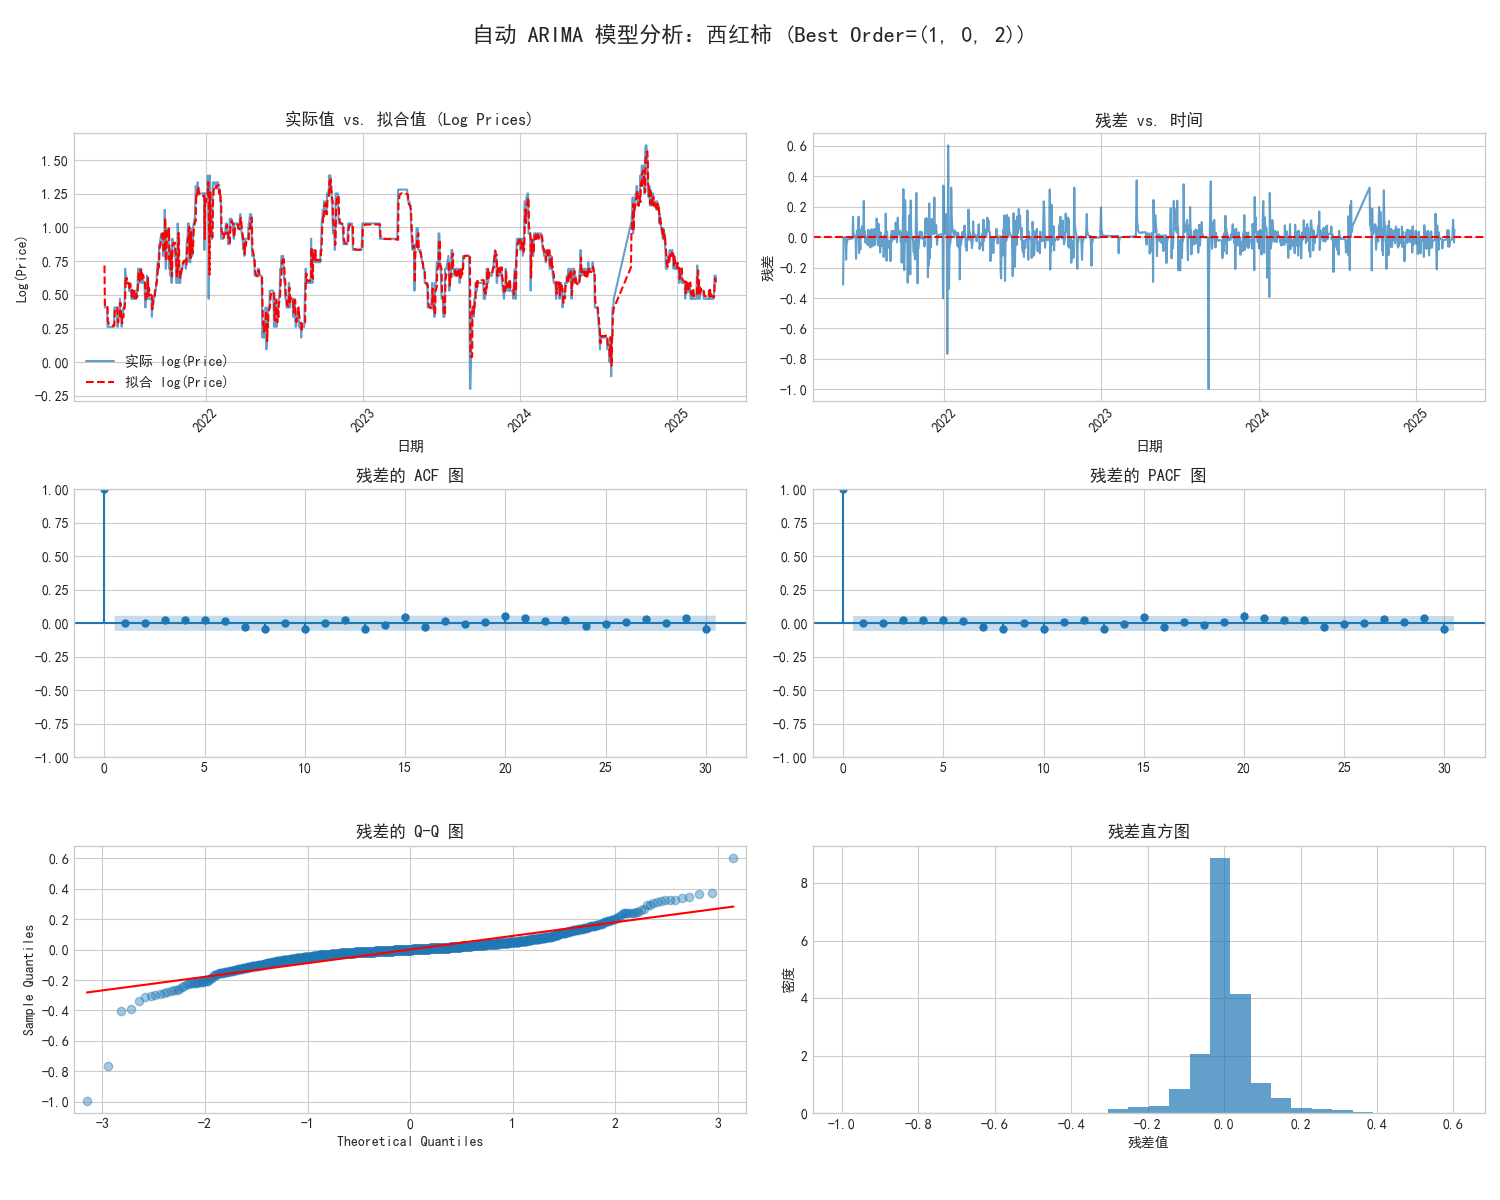 自动 ARIMA 模型分析: 西红柿 (Best Order=(1, 0, 2))
实际值 vs. 拟合值 (Log Prices)
1.50
1.25
1.00
0.75
0.50
0.25
0.00
-0.25
Log(Price)
实际 log(Price)
拟合 log(Price)
2022
2023
2024
2025
日期
残差 vs. 时间
0.6
0.4
0.2
0.0
-0.2
-0.4
-0.6
-0.8
-1.0
残差
2022
2023
2024
2025
日期
残差的 ACF 图
1.00
0.75
0.50
0.25
0.00
-0.25
-0.50
-0.75
-1.00
0 5 10 15 20 25 30
残差的 PACF 图
1.00
0.75
0.50
0.25
0.00
-0.25
-0.50
-0.75
-1.00
0 5 10 15 20 25 30
残差的 Q-Q 图
0.6
0.4
0.2
0.0
-0.2
-0.4
-0.6
-0.8
-1.0
Sample Quantiles
-3 -2 -1 0 1 2 3
Theoretical Quantiles
残差直方图
8
6
4
2
0
密度
-1.0 -0.8 -0.6 -0.4 -0.2 0.0 0.2 0.4 0.6
残差值